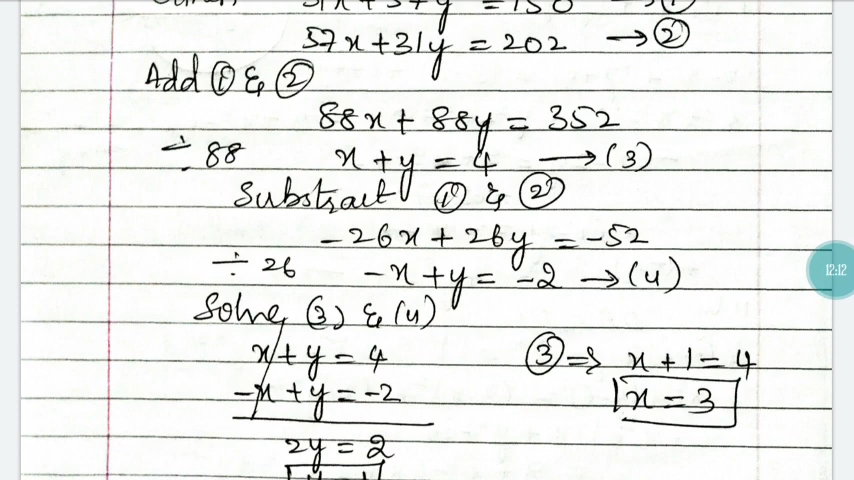 57x+31y = 202 → ②
Add ① & ②
88x + 88y = 352
÷ 88 x + y = 4 → (3)
Substract ① & ②
-26x + 26y = -52
÷ 26 -x + y = -2 → (4)
Solve (3) & (4)
x + y = 4
-x + y = -2
2y = 2
③ ⇒ x + 1 = 4
x = 3
12:12